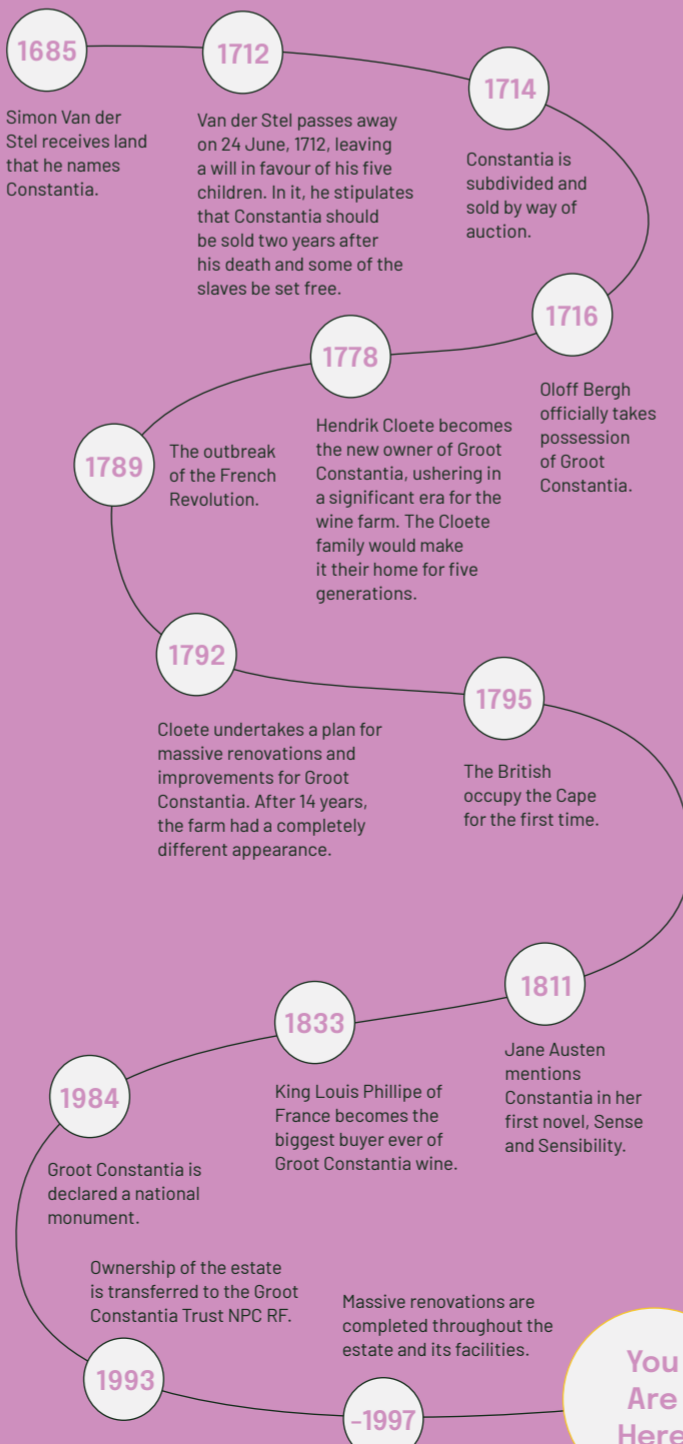 1685
Simon Van der
Stel receives land
that he names
Constantia.
1712
Van der Stel passes away
on 24 June, 1712, leaving
a will in favour of his five
children. In it, he stipulates
that Constantia should
be sold two years after
his death and some of the
slaves be set free.
1714
Constantia is
subdivided and
sold by way of
auction.
1716
Oloff Bergh
officially takes
possession
of Groot
Constantia.
1778
Hendrik Cloete becomes
the new owner of Groot
Constantia, ushering in
a significant era for the
wine farm. The Cloete
family would make
it their home for five
generations.
1789
The outbreak
of the French
Revolution.
1792
Cloete undertakes a plan for
massive renovations and
improvements for Groot
Constantia. After 14 years,
the farm had a completely
different appearance.
1795
The British
occupy the Cape
for the first time.
1811
Jane Austen
mentions
Constantia in her
first novel, Sense
and Sensibility.
1833
King Louis Phillipe of
France becomes the
biggest buyer ever of
Groot Constantia wine.
1984
Groot Constantia is
declared a national
monument.
Ownership of the estate
is transferred to the Groot
Constantia Trust NPC RF.
1993
Massive renovations are
completed throughout the
estate and its facilities.
-1997
You
Are
Here